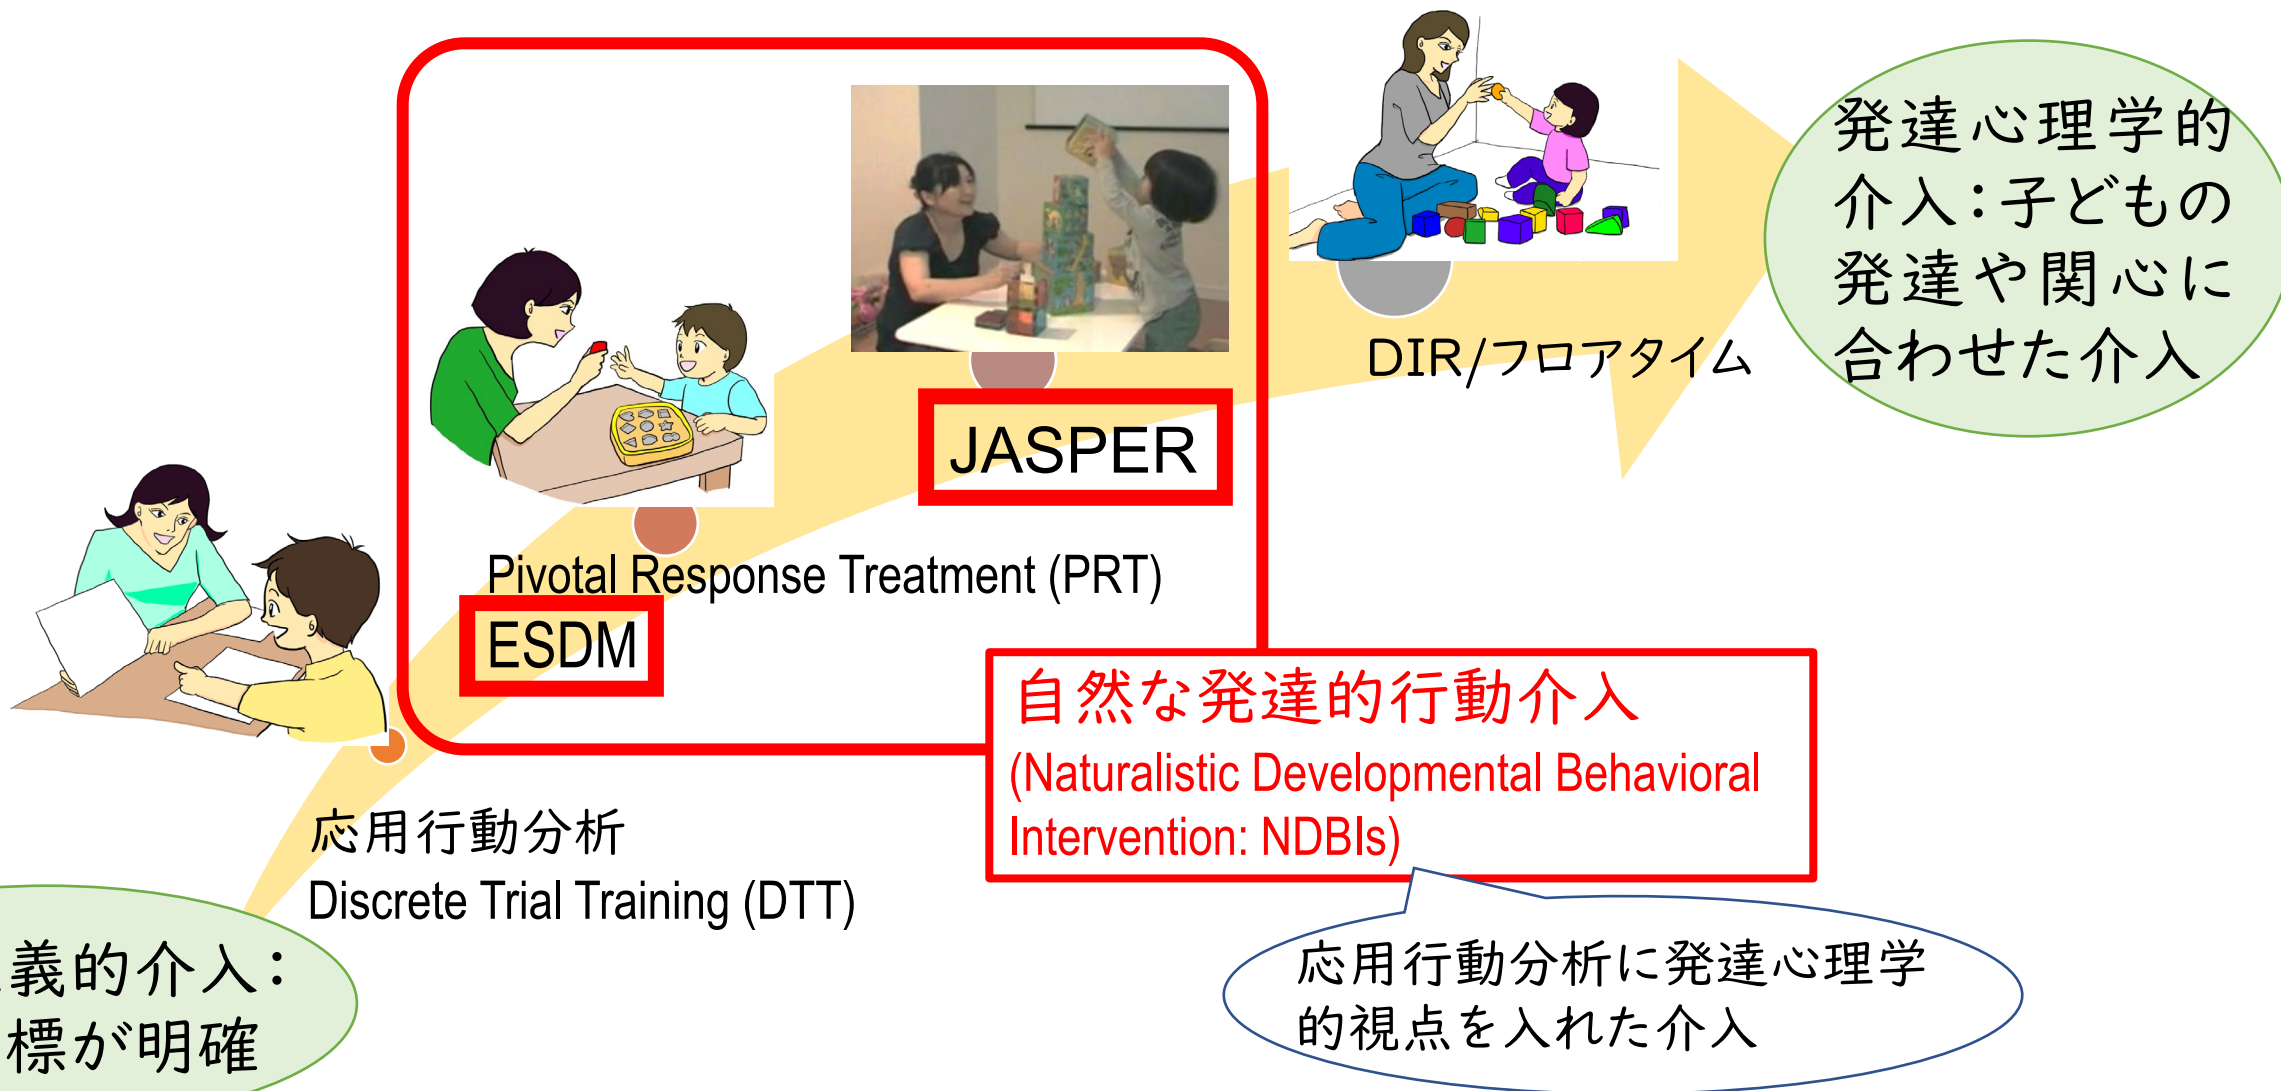 発達心理学的
介入：子どもの
発達や関心に
合わせた介入
DIR/フロアタイム
JASPER
Pivotal Response Treatment (PRT)
ESDM
自然な発達的行動介入
(Naturalistic Developmental Behavioral
Intervention: NDBIs)
応用行動分析
Discrete Trial Training (DTT)
義的介入：
標が明確
応用行動分析に発達心理学
的視点を入れた介入